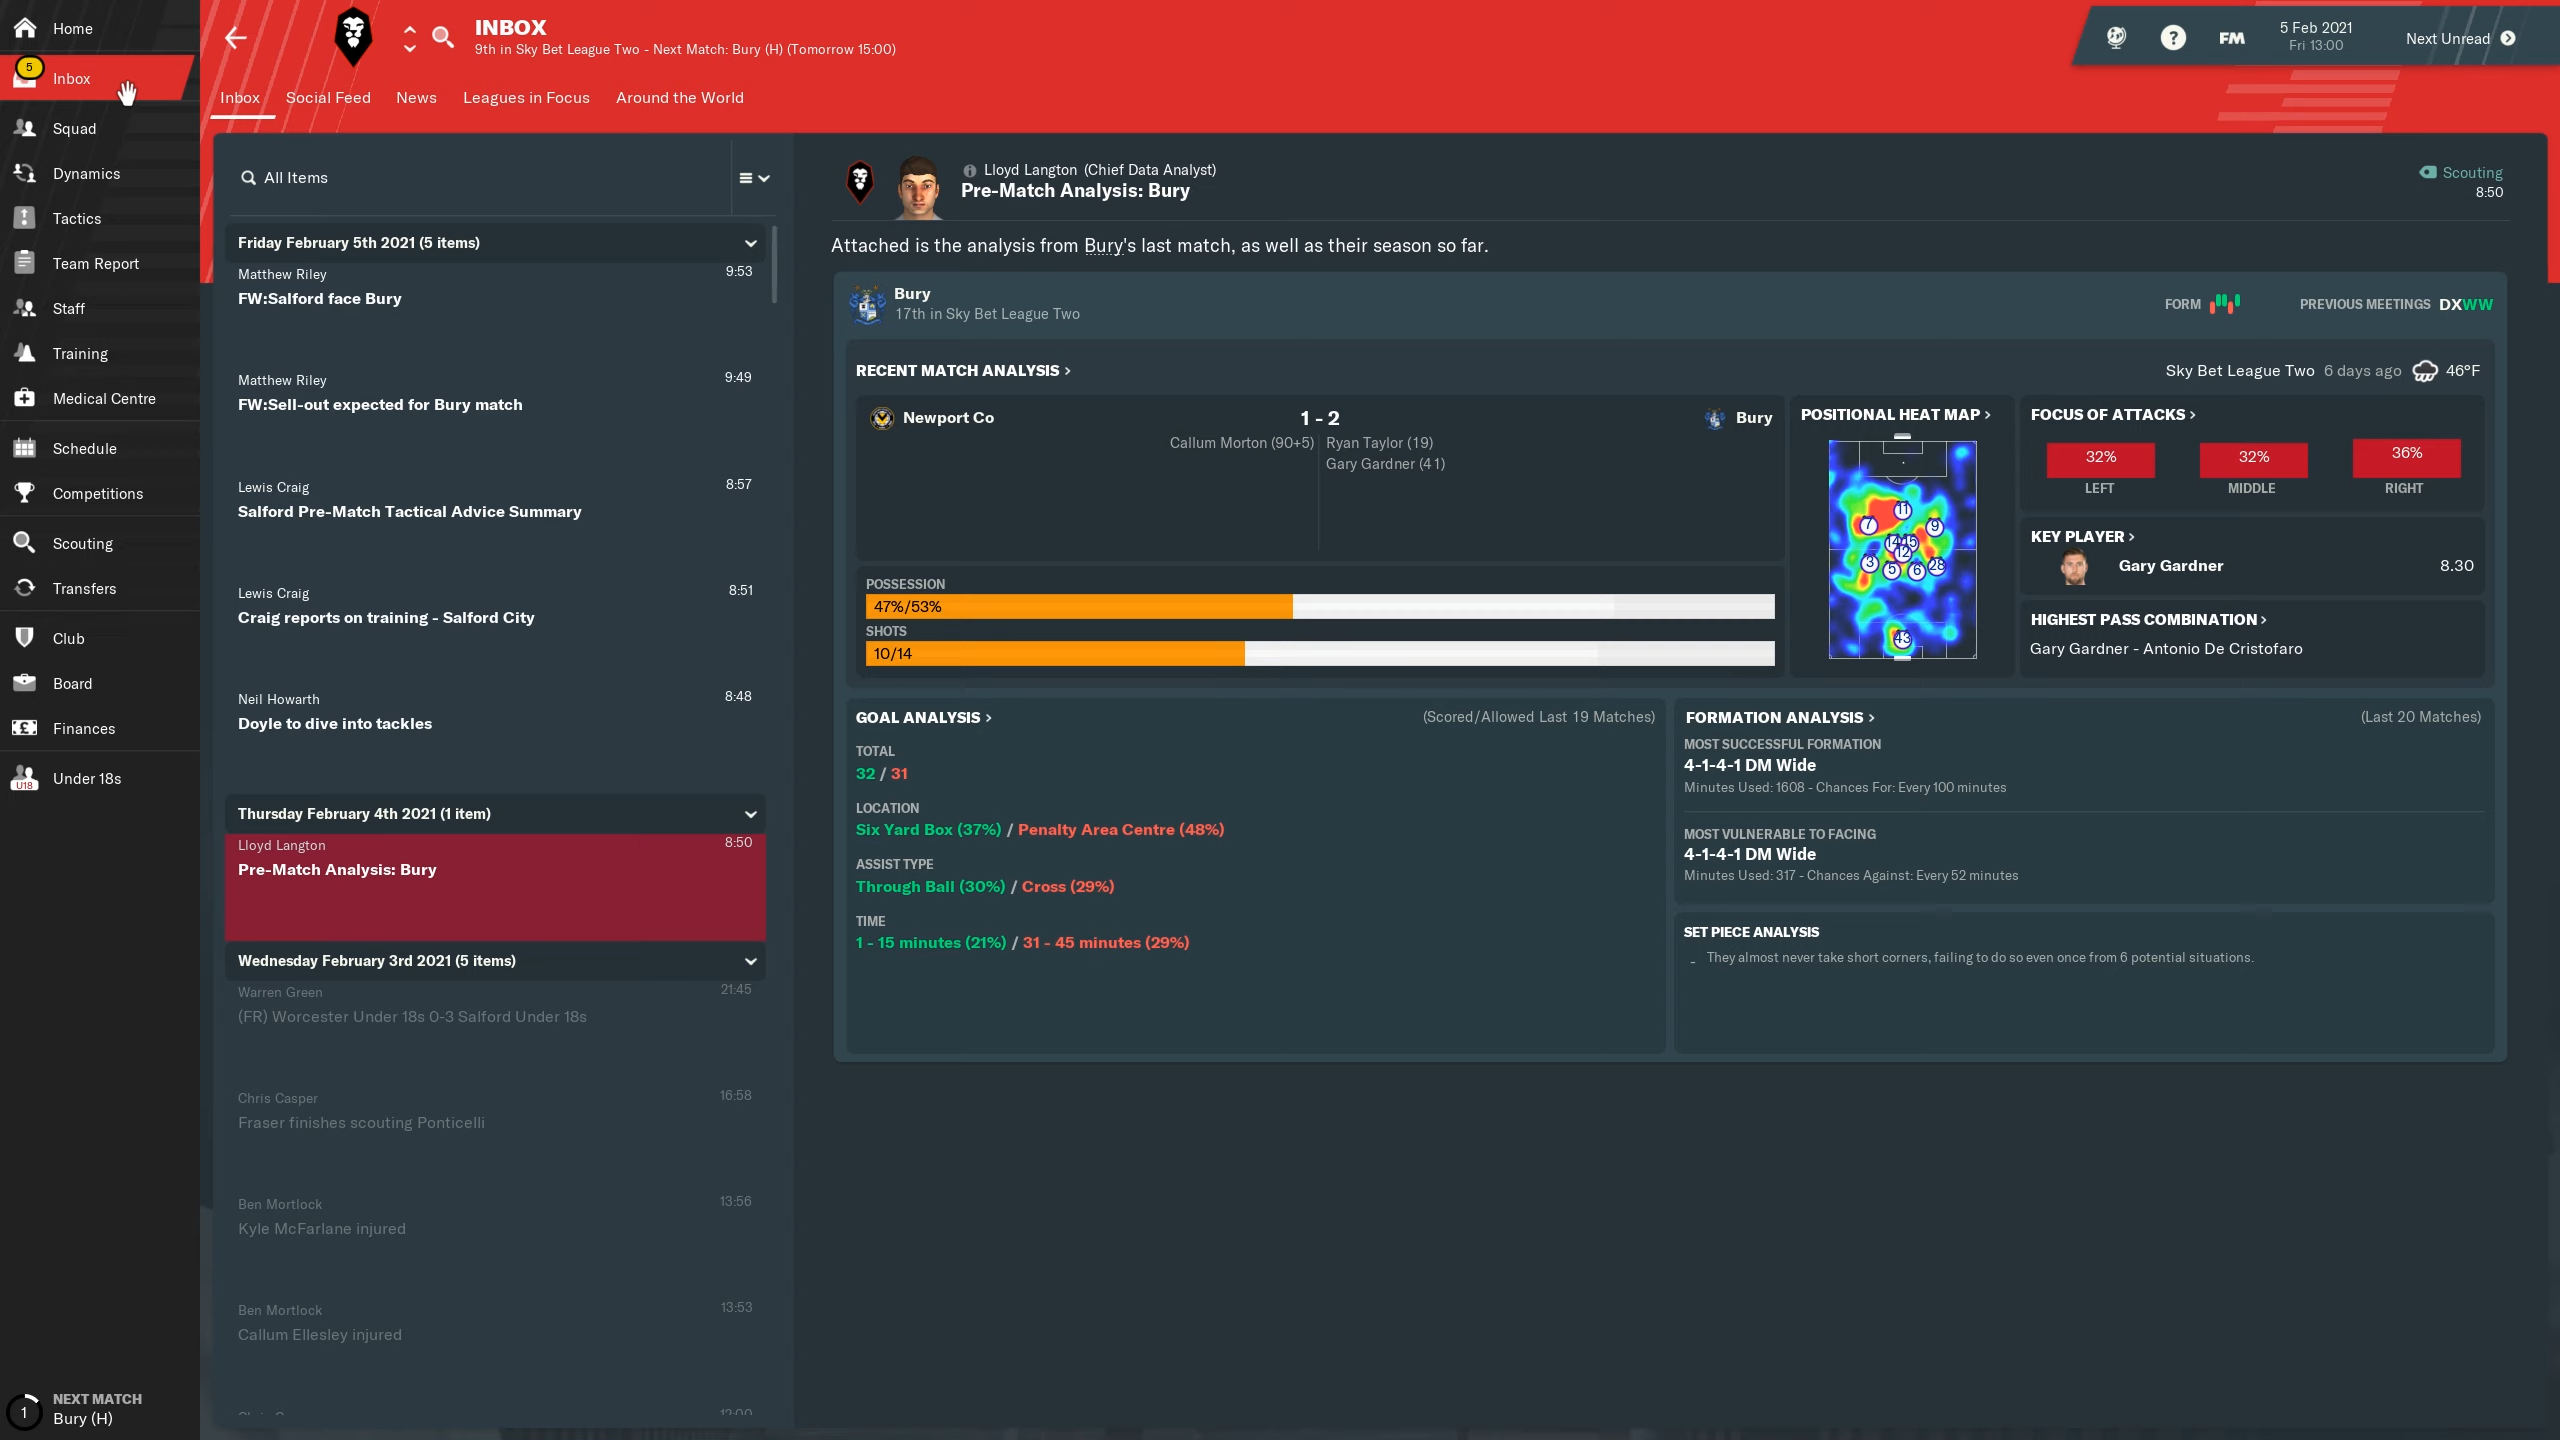 Home
5
Inbox
Squad
Dynamics
Tactics
Team Report
Staff
Training
Medical Centre
Schedule
Competitions
Scouting
Transfers
Club
Board
Finances
U18
Under 18s
1
NEXT MATCH
Bury (H)
INBOX
9th in Sky Bet League Two - Next Match: Bury (H) (Tomorrow 15:00)
?
FM
5 Feb 2021
Fri 13:00
Next Unread
Inbox
Social Feed
News
Leagues in Focus
Around the World
All Items
Friday February 5th 2021 (5 items)
Matthew Riley
9:53
FW:Salford face Bury
Matthew Riley
9:49
FW:Sell-out expected for Bury match
Lewis Craig
8:57
Salford Pre-Match Tactical Advice Summary
Lewis Craig
8:51
Craig reports on training - Salford City
Neil Howarth
8:48
Doyle to dive into tackles
Thursday February 4th 2021 (1 item)
Lloyd Langton
8:50
Pre-Match Analysis: Bury
Wednesday February 3rd 2021 (5 items)
Warren Green
21:45
(FR) Worcester Under 18s 0-3 Salford Under 18s
Chris Casper
16:58
Fraser finishes scouting Ponticelli
Ben Mortlock
13:56
Kyle McFarlane injured
Ben Mortlock
13:53
Callum Ellesley injured
Lloyd Langton (Chief Data Analyst)
Pre-Match Analysis: Bury
Scouting
8:50
Attached is the analysis from Bury's last match, as well as their season so far.
Bury
17th in Sky Bet League Two
FORM
PREVIOUS MEETINGS DXWW
RECENT MATCH ANALYSIS >
Sky Bet League Two 6 days ago 46°F
Newport Co
1 - 2
Bury
Callum Morton (90+5)
Ryan Taylor (19)
Gary Gardner (41)
POSSESSION
47%/53%
SHOTS
10/14
POSITIONAL HEAT MAP >
11
7
9
12
3
5
6
28
43
FOCUS OF ATTACKS >
32%
32%
36%
LEFT
MIDDLE
RIGHT
KEY PLAYER >
Gary Gardner
8.30
HIGHEST PASS COMBINATION >
Gary Gardner - Antonio De Cristofaro
GOAL ANALYSIS >
(Scored/Allowed Last 19 Matches)
TOTAL
32 / 31
LOCATION
Six Yard Box (37%) / Penalty Area Centre (48%)
ASSIST TYPE
Through Ball (30%) / Cross (29%)
TIME
1 - 15 minutes (21%) / 31 - 45 minutes (29%)
FORMATION ANALYSIS >
(Last 20 Matches)
MOST SUCCESSFUL FORMATION
4-1-4-1 DM Wide
Minutes Used: 1608 - Chances For: Every 100 minutes
MOST VULNERABLE TO FACING
4-1-4-1 DM Wide
Minutes Used: 317 - Chances Against: Every 52 minutes
SET PIECE ANALYSIS
- They almost never take short corners, failing to do so even once from 6 potential situations.